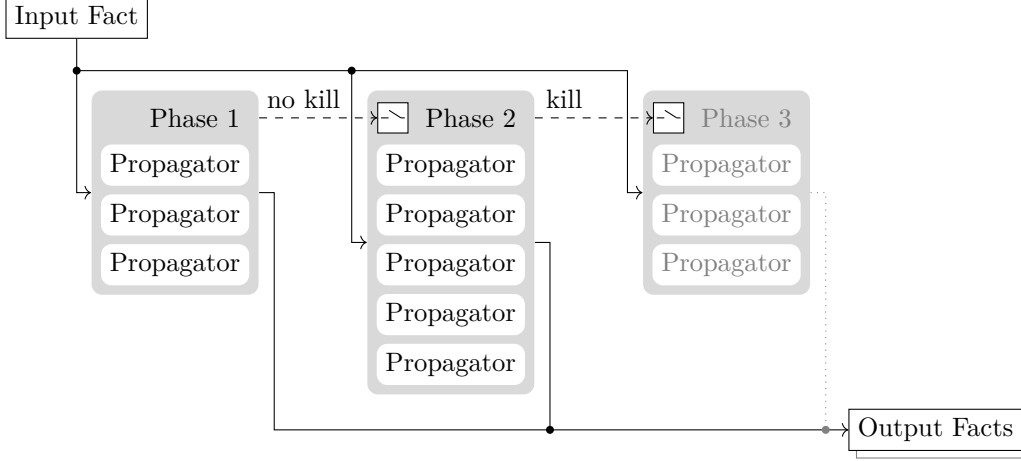 Input Fact
no kill
kill
Phase 1
Propagator
Propagator
Propagator
Phase 2
Propagator
Propagator
Propagator
Propagator
Propagator
Phase 3
Propagator
Propagator
Propagator
Output Facts